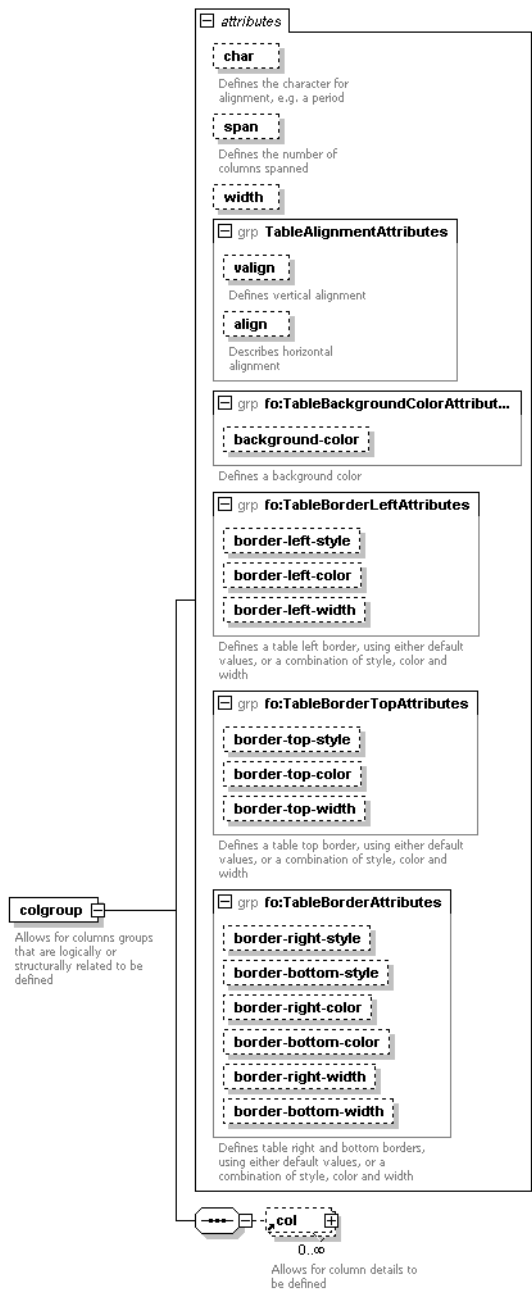 attributes
char
Defines the character for
alignment, e.g. a period
span
Defines the number of
columns spanned
width
grp TableAlignmentAttributes
valign
Defines vertical alignment
align
Describes horizontal
alignment
grp fo:TableBackgroundColorAttribut...
background-color
Defines a background color
grp fo:TableBorderLeftAttributes
border-left-style
border-left-color
border-left-width
Defines a table left border, using either default
values, or a combination of style, color and
width
grp fo:TableBorderTopAttributes
border-top-style
border-top-color
border-top-width
Defines a table top border, using either default
values, or a combination of style, color and
width
grp fo:TableBorderAttributes
border-right-style
border-bottom-style
border-right-color
border-bottom-color
border-right-width
border-bottom-width
Defines table right and bottom borders,
using either default values, or a
combination of style, color and width
colgroup
Allows for columns groups
that are logically or
structurally related to be
defined
col
0..∞
Allows for column details to
be defined